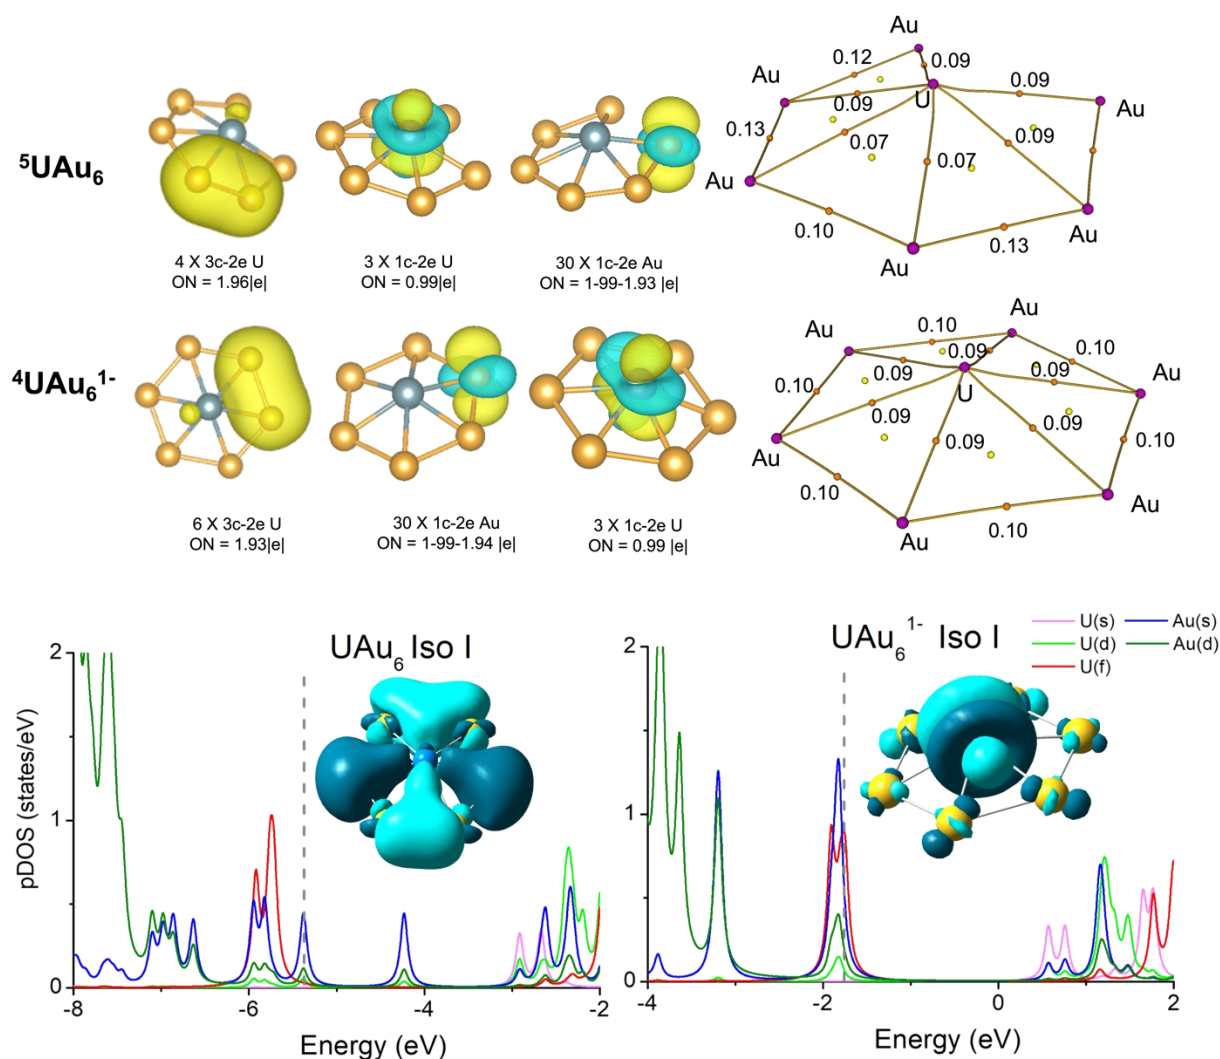 ⁵UAu₆
4 X 3c-2e U
ON = 1.96|e|
3 X 1c-2e U
ON = 0.99|e|
30 X 1c-2e Au
ON = 1-99-1.93 |e|
Au
0.12
0.09
0.09
Au
U
Au
0.09
0.13
0.07
0.09
0.07
Au
Au
0.10
0.13
Au
⁴UAu₆¹⁻
6 X 3c-2e U
ON = 1.93|e|
30 X 1c-2e Au
ON = 1-99-1.94 |e|
3 X 1c-2e U
ON = 0.99 |e|
Au
Au
0.10
0.09
0.10
0.09
0.09
Au
0.10
U
0.09
0.09
0.09
0.10
Au
0.10
Au
0.10
Au
UAu₆ Iso I
UAu₆¹⁻ Iso I
U(s)
Au(s)
U(d)
Au(d)
U(f)
pDOS (states/eV)
2
1
0
-8
-6
-4
-2
Energy (eV)
2
1
0
-4
-2
0
2
Energy (eV)